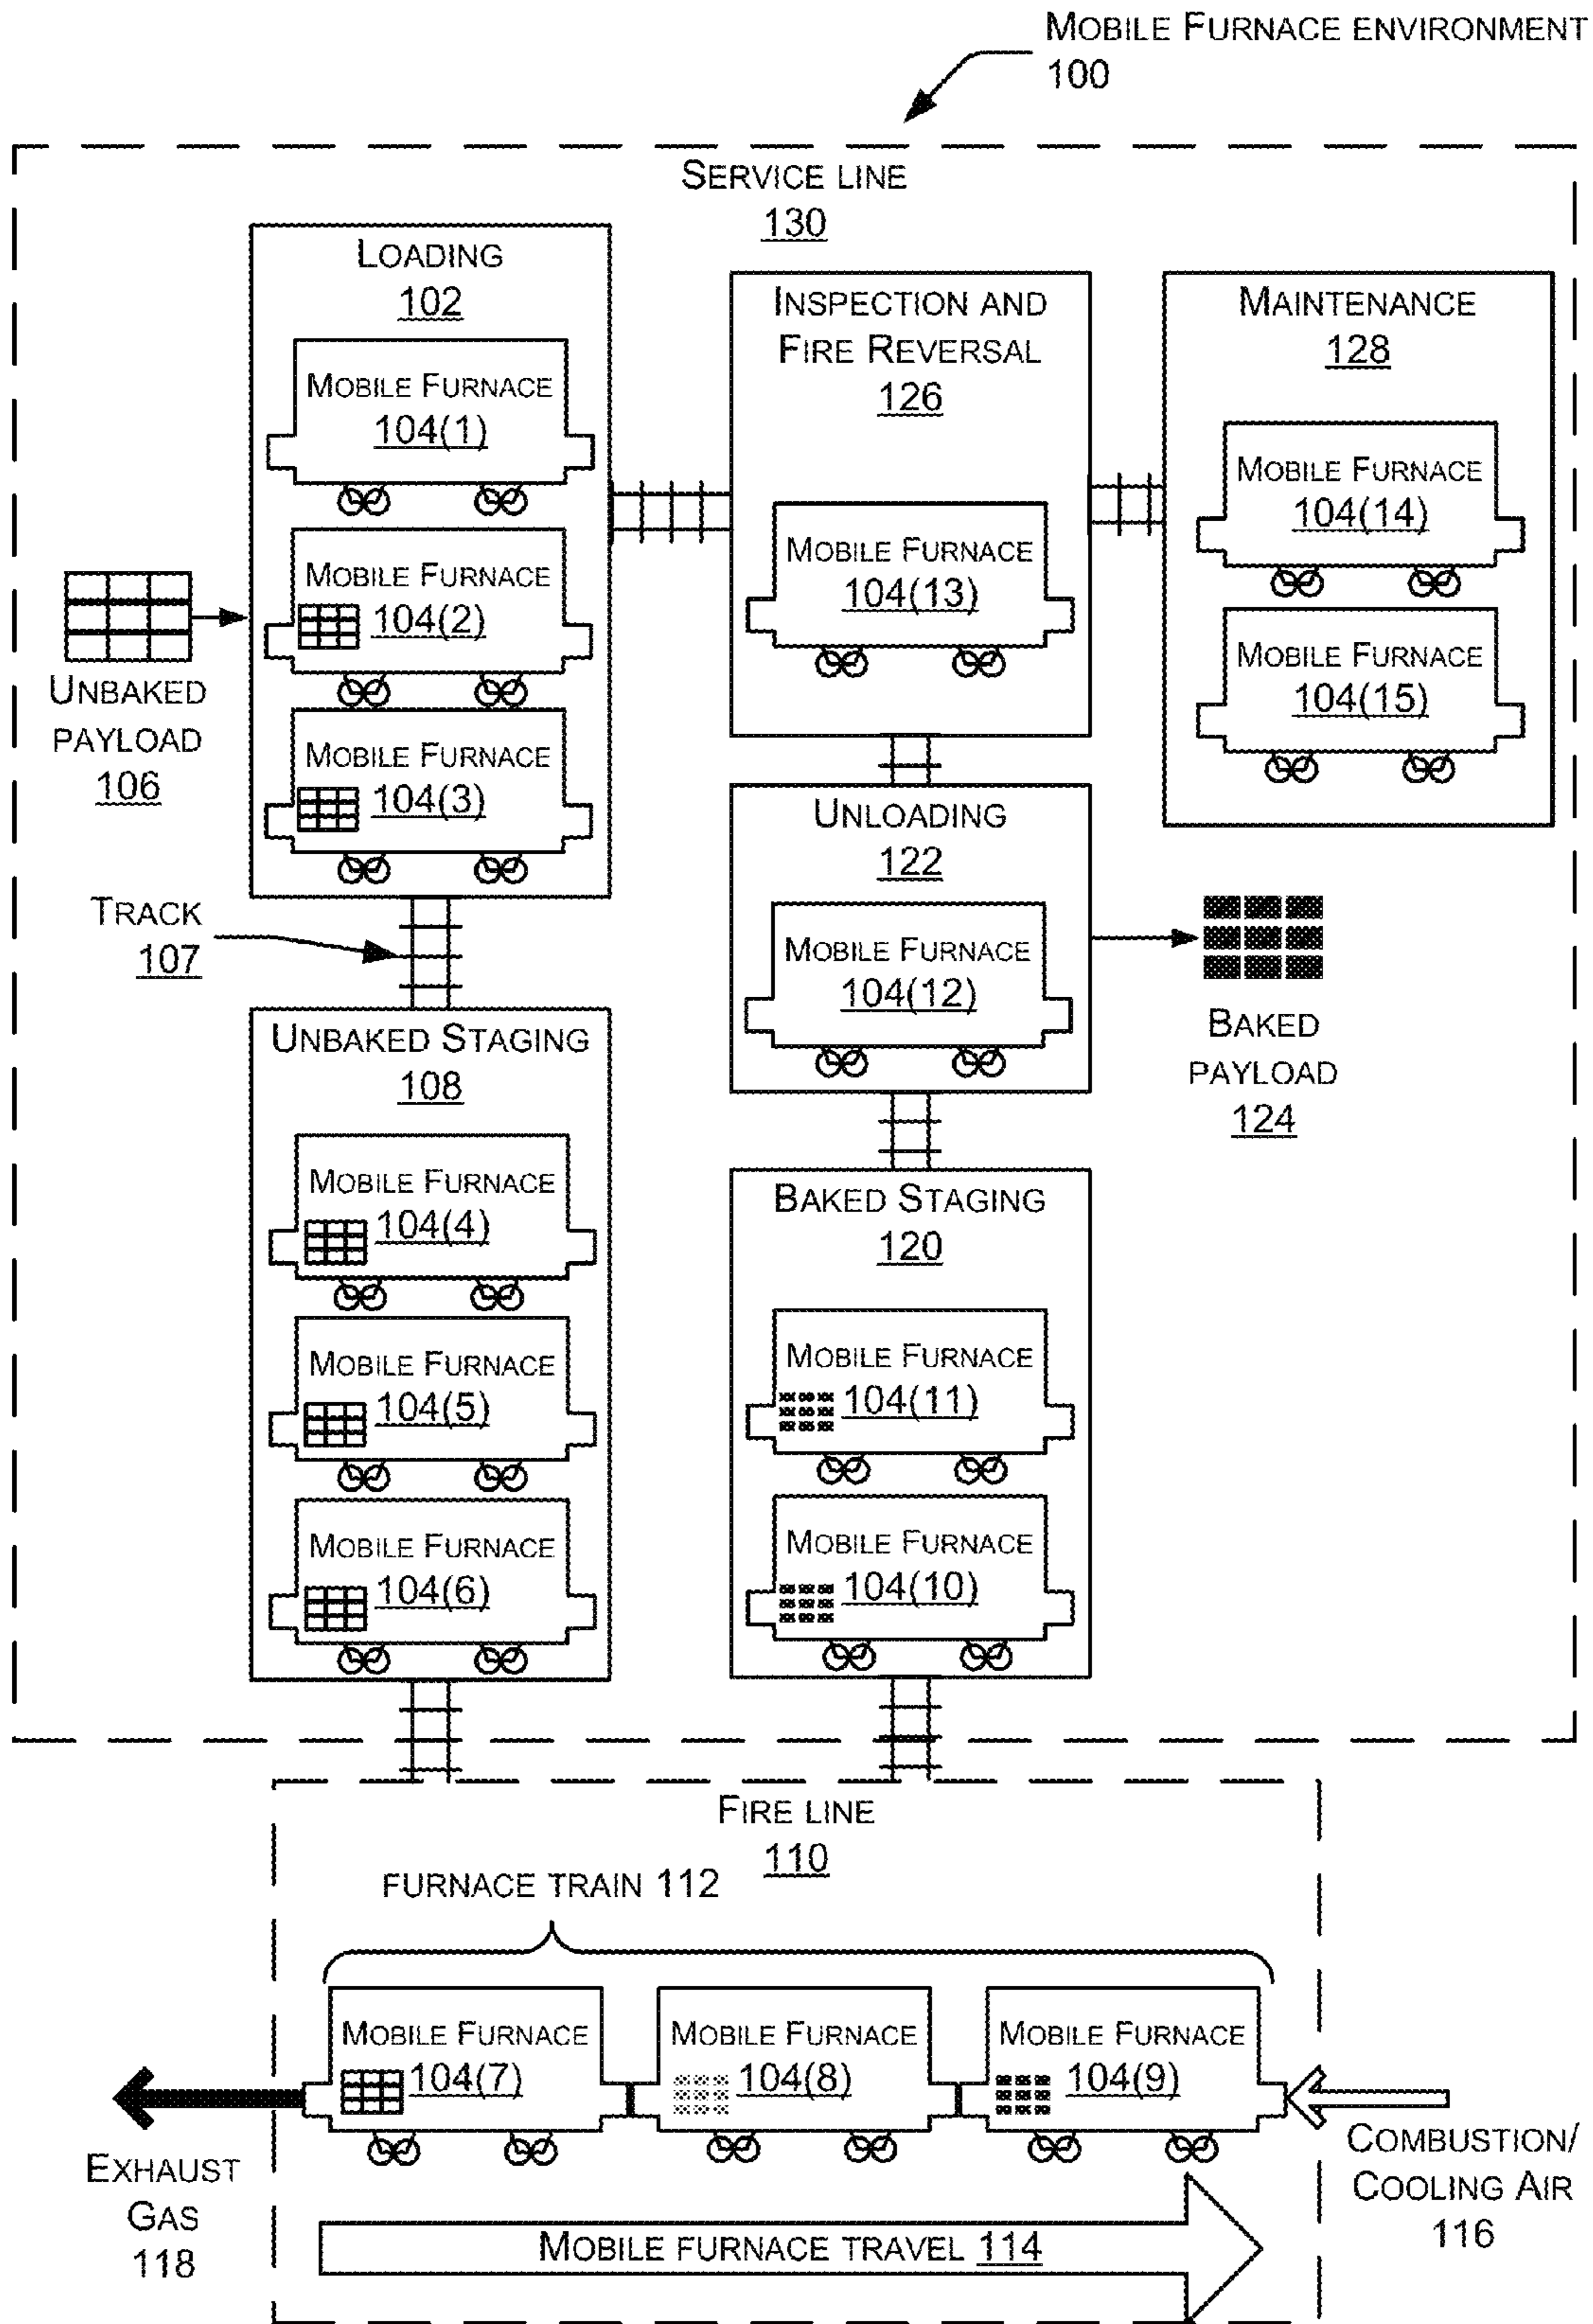 MOBILE FURNACE ENVIRONMENT
100
SERVICE LINE
130
LOADING
102
MOBILE FURNACE
104(1)
MOBILE FURNACE
104(2)
MOBILE FURNACE
104(3)
UNBAKED
PAYLOAD
106
INSPECTION AND
FIRE REVERSAL
126
MOBILE FURNACE
104(13)
MAINTENANCE
128
MOBILE FURNACE
104(14)
MOBILE FURNACE
104(15)
TRACK
107
UNLOADING
122
MOBILE FURNACE
104(12)
BAKED
PAYLOAD
124
UNBAKED STAGING
108
MOBILE FURNACE
104(4)
MOBILE FURNACE
104(5)
MOBILE FURNACE
104(6)
BAKED STAGING
120
MOBILE FURNACE
104(11)
MOBILE FURNACE
104(10)
FIRE LINE
110
FURNACE TRAIN 112
MOBILE FURNACE
104(7)
MOBILE FURNACE
104(8)
MOBILE FURNACE
104(9)
EXHAUST
GAS
118
COMBUSTION/
COOLING AIR
116
MOBILE FURNACE TRAVEL 114